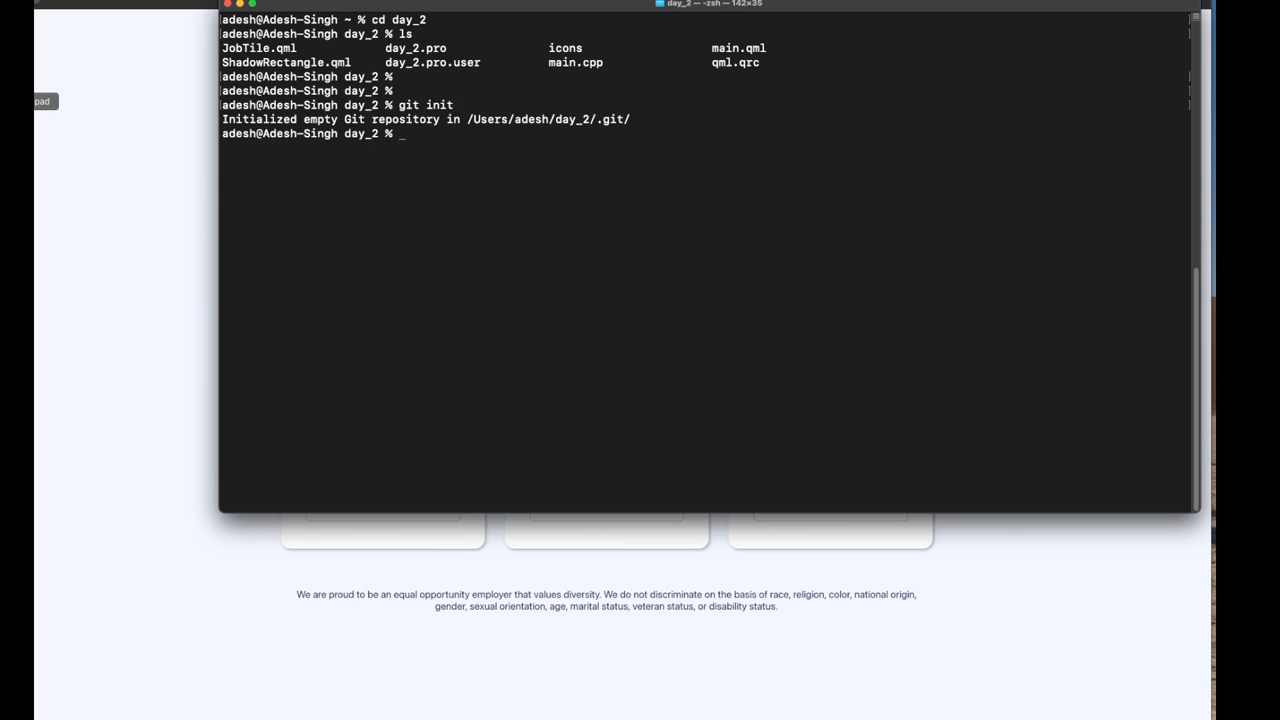 day_2 — -zsh — 142×35
adesh@Adesh-Singh ~ % cd day_2
adesh@Adesh-Singh day_2 % ls
JobTile.qml day_2.pro icons main.qml
ShadowRectangle.qml day_2.pro.user main.cpp qml.qrc
adesh@Adesh-Singh day_2 %
adesh@Adesh-Singh day_2 %
adesh@Adesh-Singh day_2 % git init
Initialized empty Git repository in /Users/adesh/day_2/.git/
adesh@Adesh-Singh day_2 % _
pad
We are proud to be an equal opportunity employer that values diversity. We do not discriminate on the basis of race, religion, color, national origin,
gender, sexual orientation, age, marital status, veteran status, or disability status.